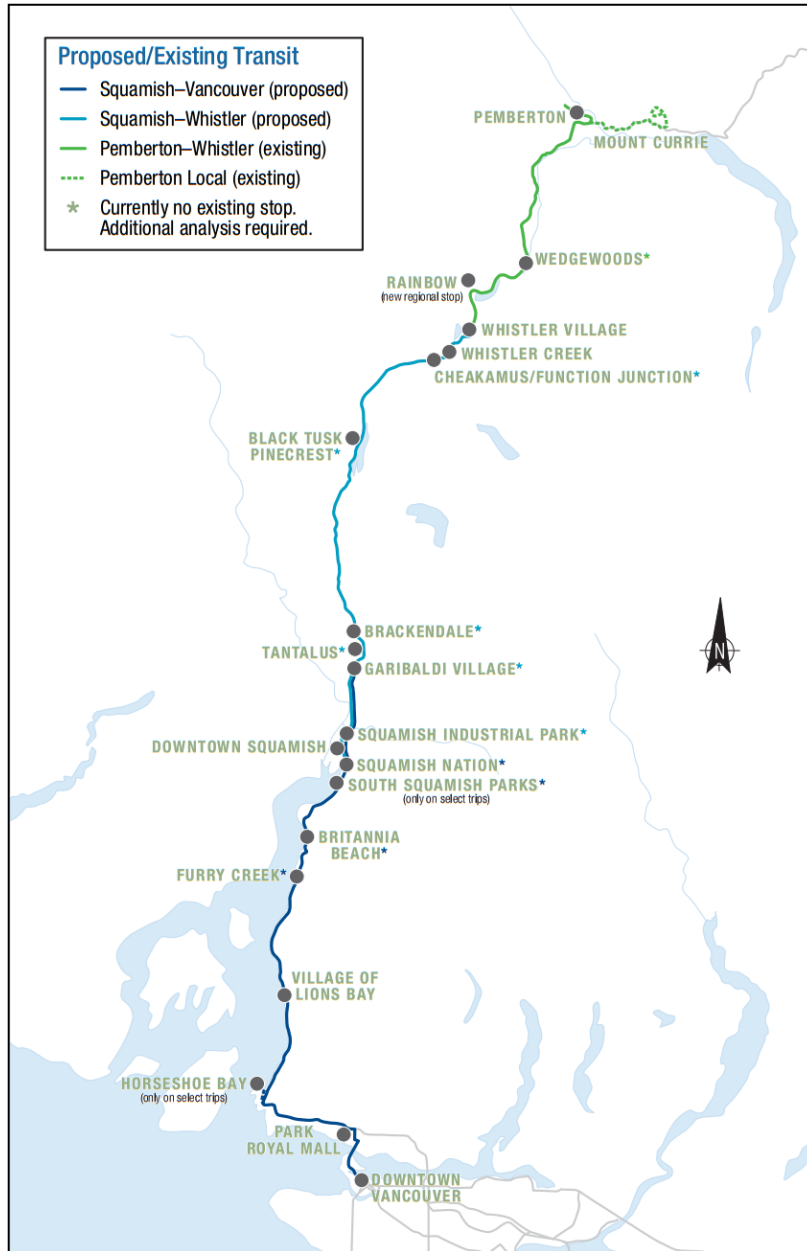 Proposed/Existing Transit
Squamish–Vancouver (proposed)
Squamish–Whistler (proposed)
Pemberton–Whistler (existing)
Pemberton Local (existing)
* Currently no existing stop.
Additional analysis required.
PEMBERTON
MOUNT CURRIE
WEDGEWOODS*
RAINBOW
(new regional stop)
WHISTLER VILLAGE
WHISTLER CREEK
CHEAKAMUS/FUNCTION JUNCTION*
BLACK TUSK
PINECREST*
BRACKENDALE*
TANTALUS*
GARIBALDI VILLAGE*
N
SQUAMISH INDUSTRIAL PARK*
DOWNTOWN SQUAMISH
SQUAMISH NATION*
SOUTH SQUAMISH PARKS*
(only on select trips)
BRITANNIA
BEACH*
FURRY CREEK*
VILLAGE OF
LIONS BAY
HORSESHOE BAY
(only on select trips)
PARK
ROYAL MALL
DOWNTOWN
VANCOUVER